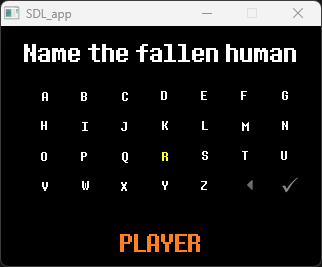 SDL_app
Name the fallen human
A B C D E F G
H I J K L M N
O P Q R S T U
V W X Y Z
PLAYER